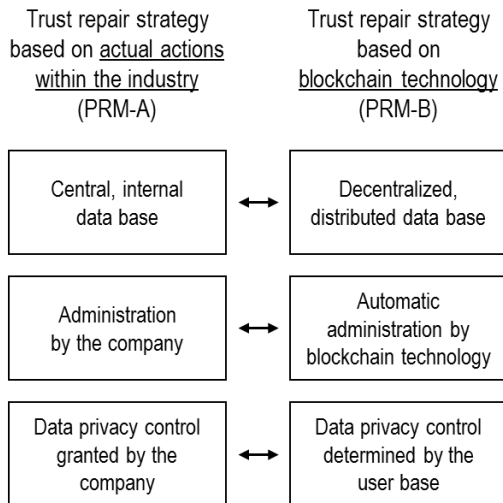 Trust repair strategy
based on actual actions
within the industry
(PRM-A)
Trust repair strategy
based on
blockchain technology
(PRM-B)
Central, internal
data base
Decentralized,
distributed data base
Administration
by the company
Automatic
administration by
blockchain technology
Data privacy control
granted by the
company
Data privacy control
determined by the
user base